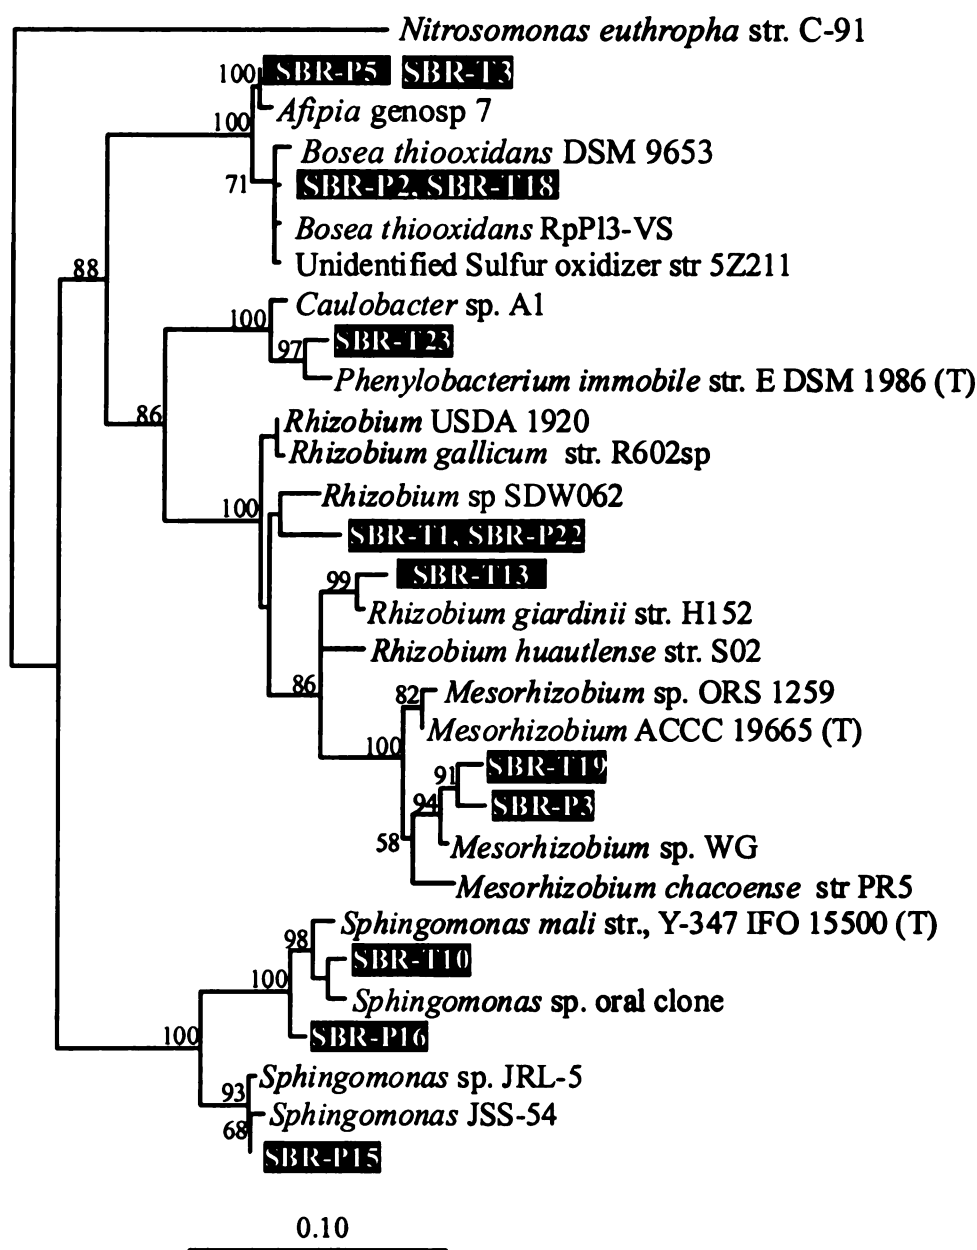 Nitrosomonas euthropha str. C-91
100 SBR-P5 SBR-T3
Afipia genosp 7
100
Bosea thiooxidans DSM 9653
71 SBR-P2, SBR-T18
Bosea thiooxidans RpPl3-VS
Unidentified Sulfur oxidizer str 5Z211
88
Caulobacter sp. A1
100
SBR-T23
97
Phenylobacterium immobile str. E DSM 1986 (T)
86
Rhizobium USDA 1920
Rhizobium gallicum str. R602sp
Rhizobium sp SDW062
100
SBR-T1, SBR-P22
99 SBR-T13
Rhizobium giardinii str. H152
Rhizobium huautlense str. S02
86
82 Mesorhizobium sp. ORS 1259
Mesorhizobium ACCC 19665 (T)
100
91 SBR-T19
94 SBR-P3
58 Mesorhizobium sp. WG
Mesorhizobium chacoense str PR5
Sphingomonas mali str., Y-347 IFO 15500 (T)
98
SBR-T10
100
Sphingomonas sp. oral clone
100 SBR-P16
Sphingomonas sp. JRL-5
93
Sphingomonas JSS-54
68
SBR-P15
0.10